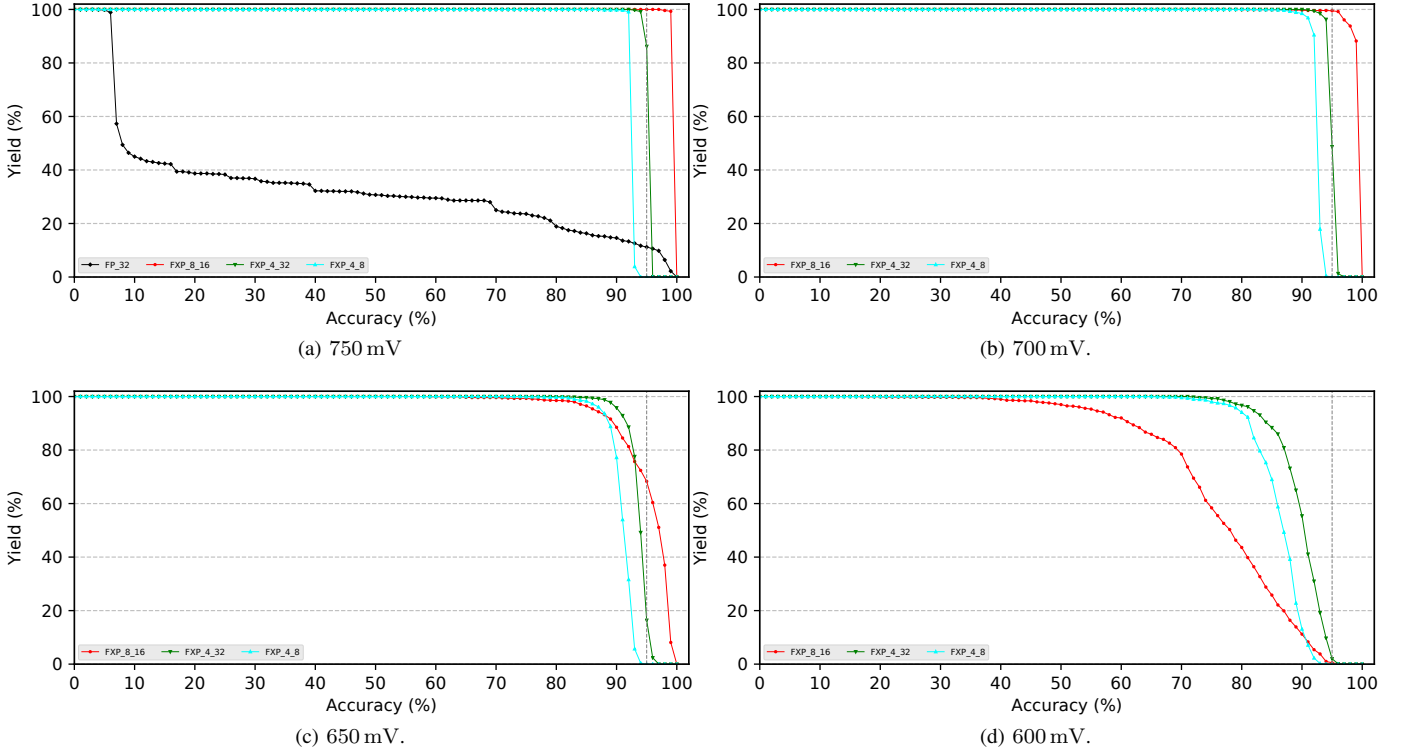 100
80
60
40
20
0
Yield (%)
FP_32 FXP_8_16 FXP_4_32 FXP_4_8
0 10 20 30 40 50 60 70 80 90 100
Accuracy (%)
(a) 750 mV
100
80
60
40
20
0
Yield (%)
FXP_8_16 FXP_4_32 FXP_4_8
0 10 20 30 40 50 60 70 80 90 100
Accuracy (%)
(b) 700 mV.
100
80
60
40
20
0
Yield (%)
FXP_8_16 FXP_4_32 FXP_4_8
0 10 20 30 40 50 60 70 80 90 100
Accuracy (%)
(c) 650 mV.
100
80
60
40
20
0
Yield (%)
FXP_8_16 FXP_4_32 FXP_4_8
0 10 20 30 40 50 60 70 80 90 100
Accuracy (%)
(d) 600 mV.